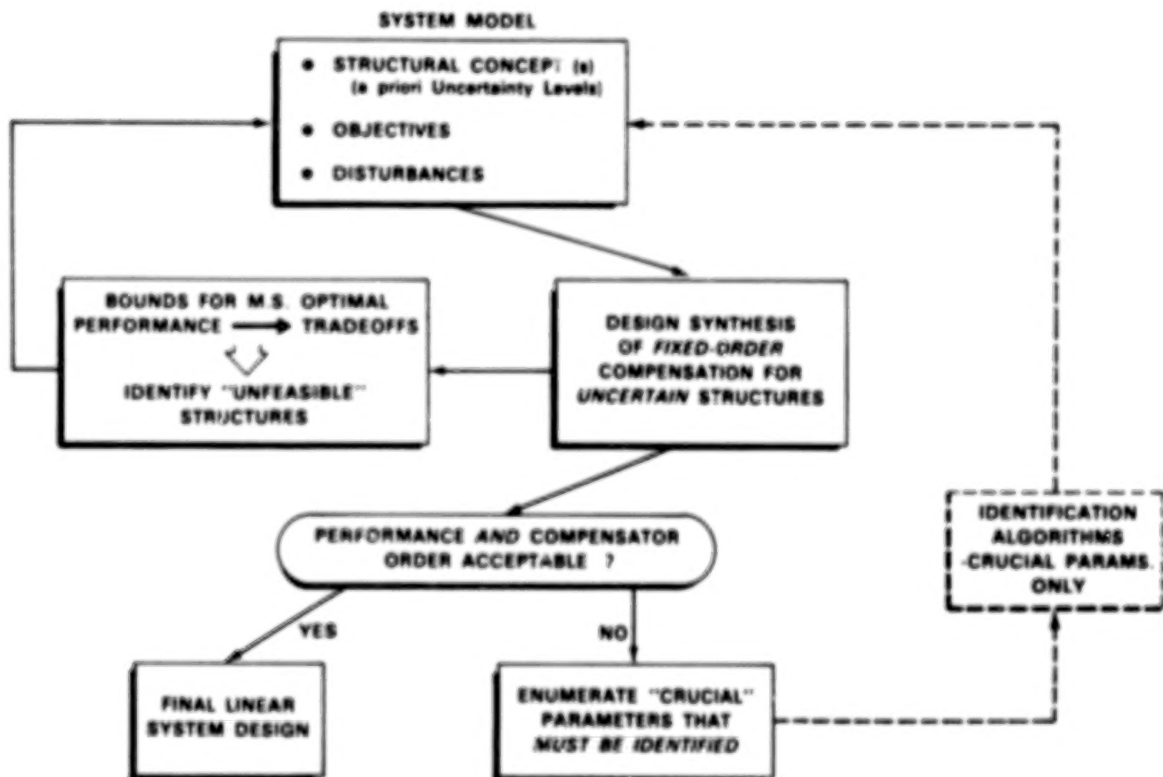 SYSTEM MODEL
• STRUCTURAL CONCEPT (s)
(a priori Uncertainty Levels)
• OBJECTIVES
• DISTURBANCES
BOUNDS FOR M.S. OPTIMAL
PERFORMANCE → TRADEOFFS
IDENTIFY "UNFEASIBLE"
STRUCTURES
DESIGN SYNTHESIS
OF FIXED-ORDER
COMPENSATION FOR
UNCERTAIN STRUCTURES
PERFORMANCE AND COMPENSATOR
ORDER ACCEPTABLE ?
IDENTIFICATION
ALGORITHMS
-CRUCIAL PARAMS.
ONLY
YES
NO
FINAL LINEAR
SYSTEM DESIGN
ENUMERATE "CRUCIAL"
PARAMETERS THAT
MUST BE IDENTIFIED